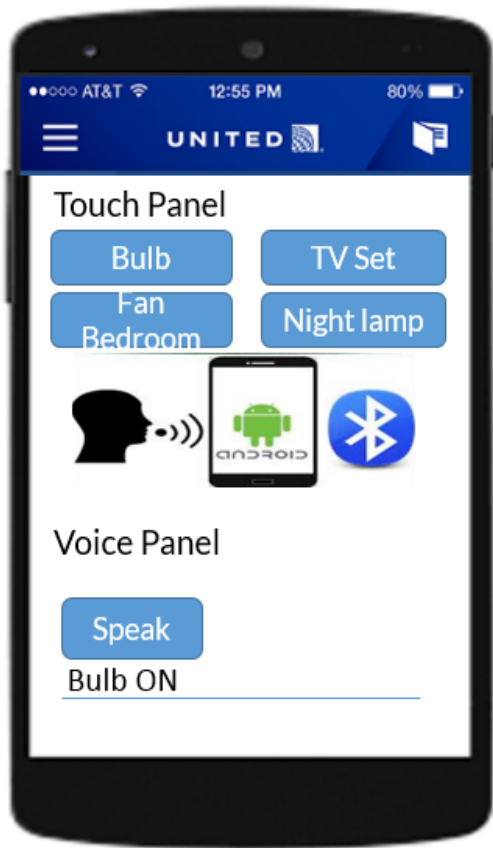 AT&T 12:55 PM 80%
UNITED
Touch Panel
Bulb TV Set
Fan
Bedroom
Night lamp
ANDROID
Voice Panel
Speak
Bulb ON